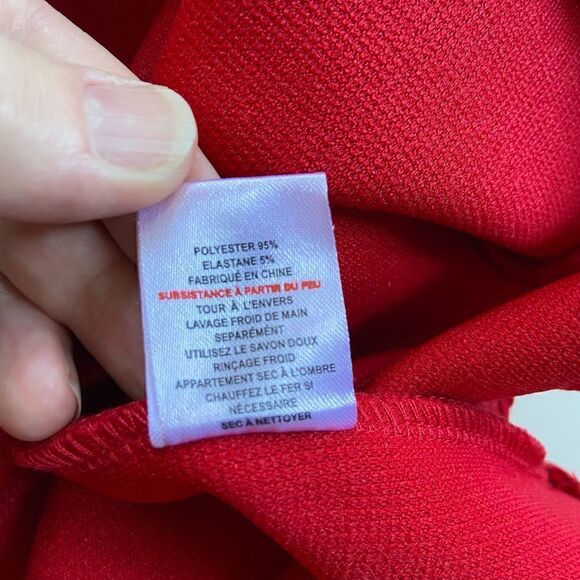 POLYESTER 95%
ELASTANE 5%
FABRIQUÉ EN CHINE
SUBSISTANCE À PARTIR DU FEU
TOUR À L'ENVERS
LAVAGE FROID DE MAIN
SEPARÉMENT
UTILISEZ LE SAVON DOUX
RINÇAGE FROID
APPARTEMENT SEC À L'OMBRE
CHAUFFEZ LE FER SI
NÉCESSAIRE
SEC À NETTOYER